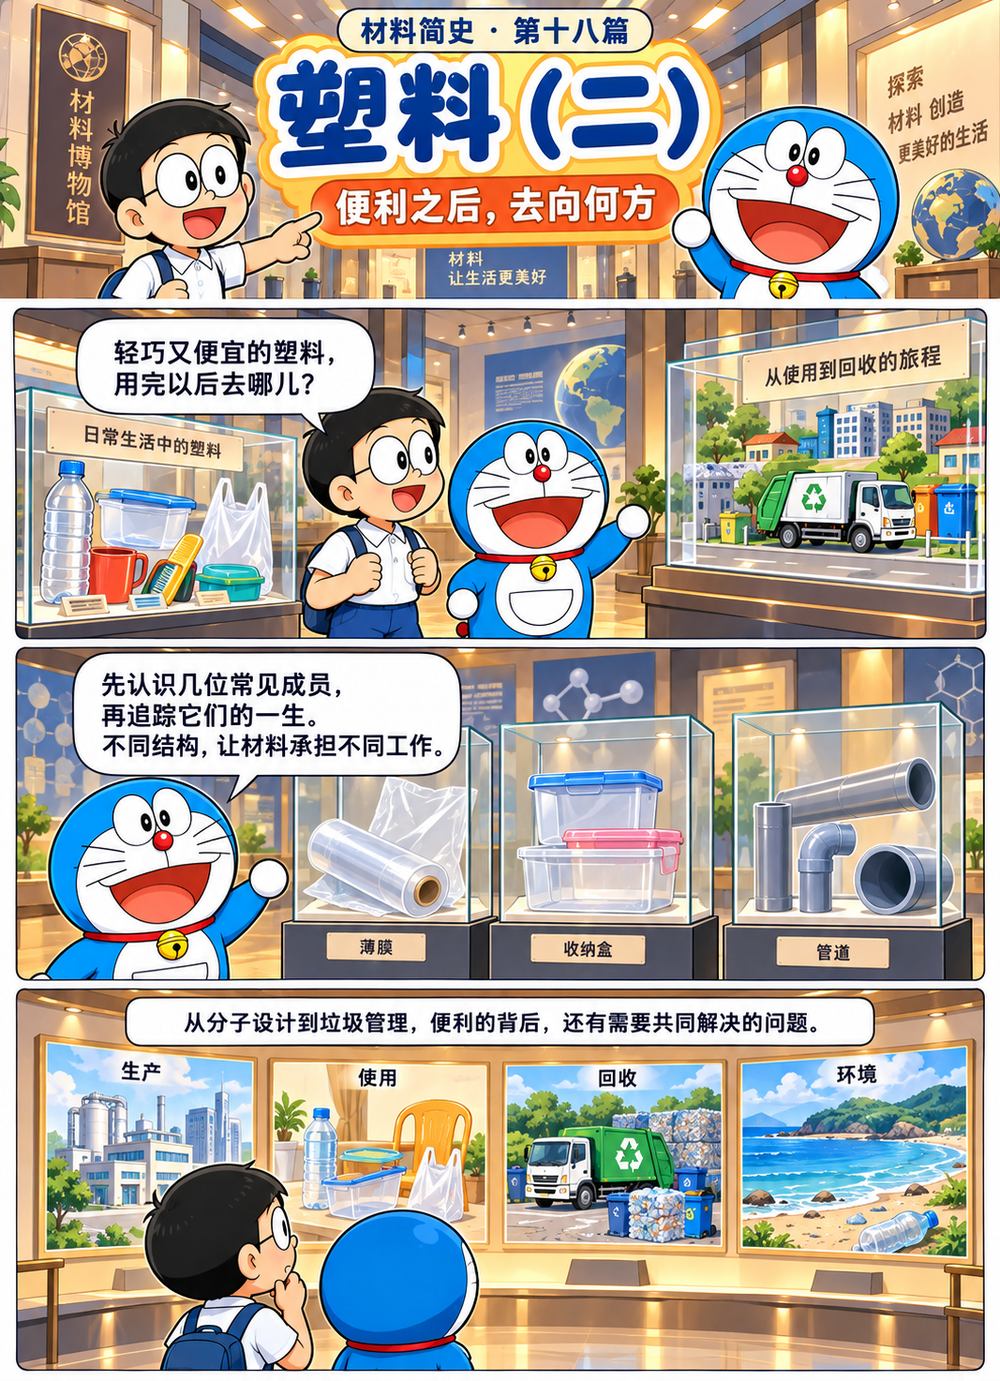 材料简史·第十八篇
塑料(二)
便利之后，去向何方
材料博物馆
探索
材料 创造
更美好的生活
材料
让生活更美好
轻巧又便宜的塑料，
用完以后去哪儿？
日常生活中的塑料
从使用到回收的旅程
先认识几位常见成员，
再追踪它们的一生。
不同结构，让材料承担不同工作。
薄膜
收纳盒
管道
从分子设计到垃圾管理，便利的背后，还有需要共同解决的问题。
生产
使用
回收
环境